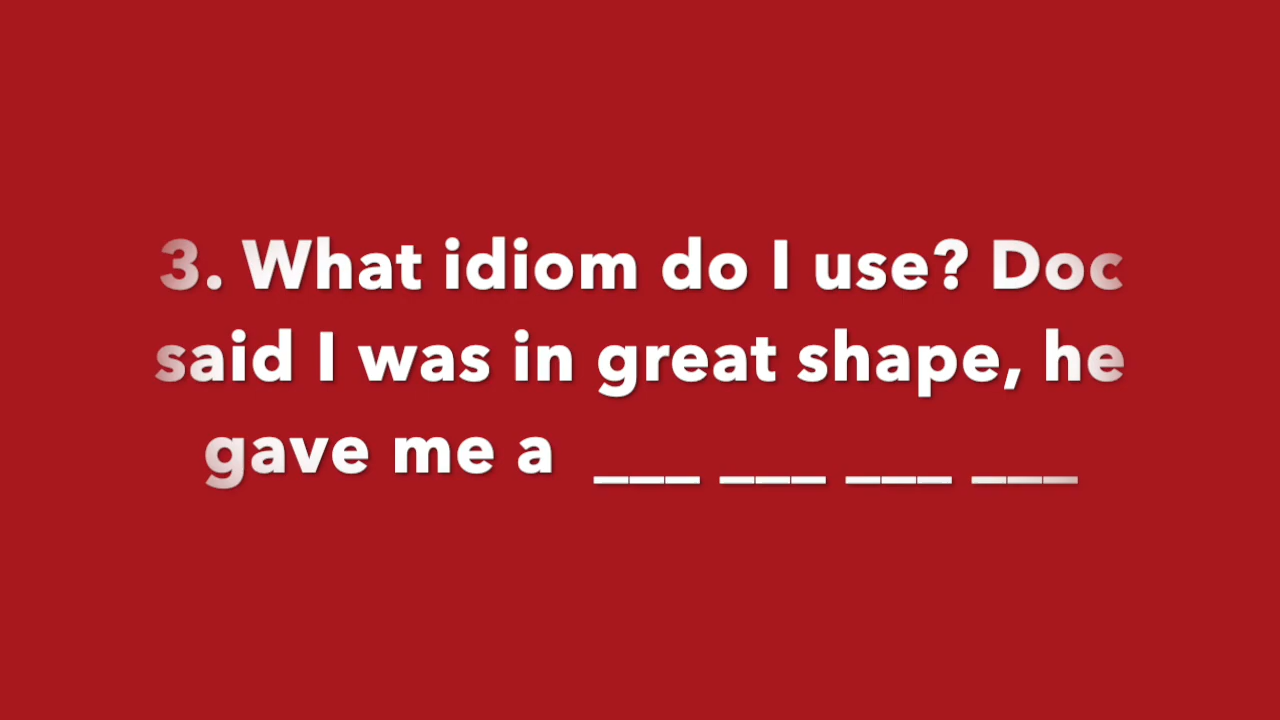 3. What idiom do I use? Doc
said I was in great shape, he
gave me a ___ ___ ___ ___